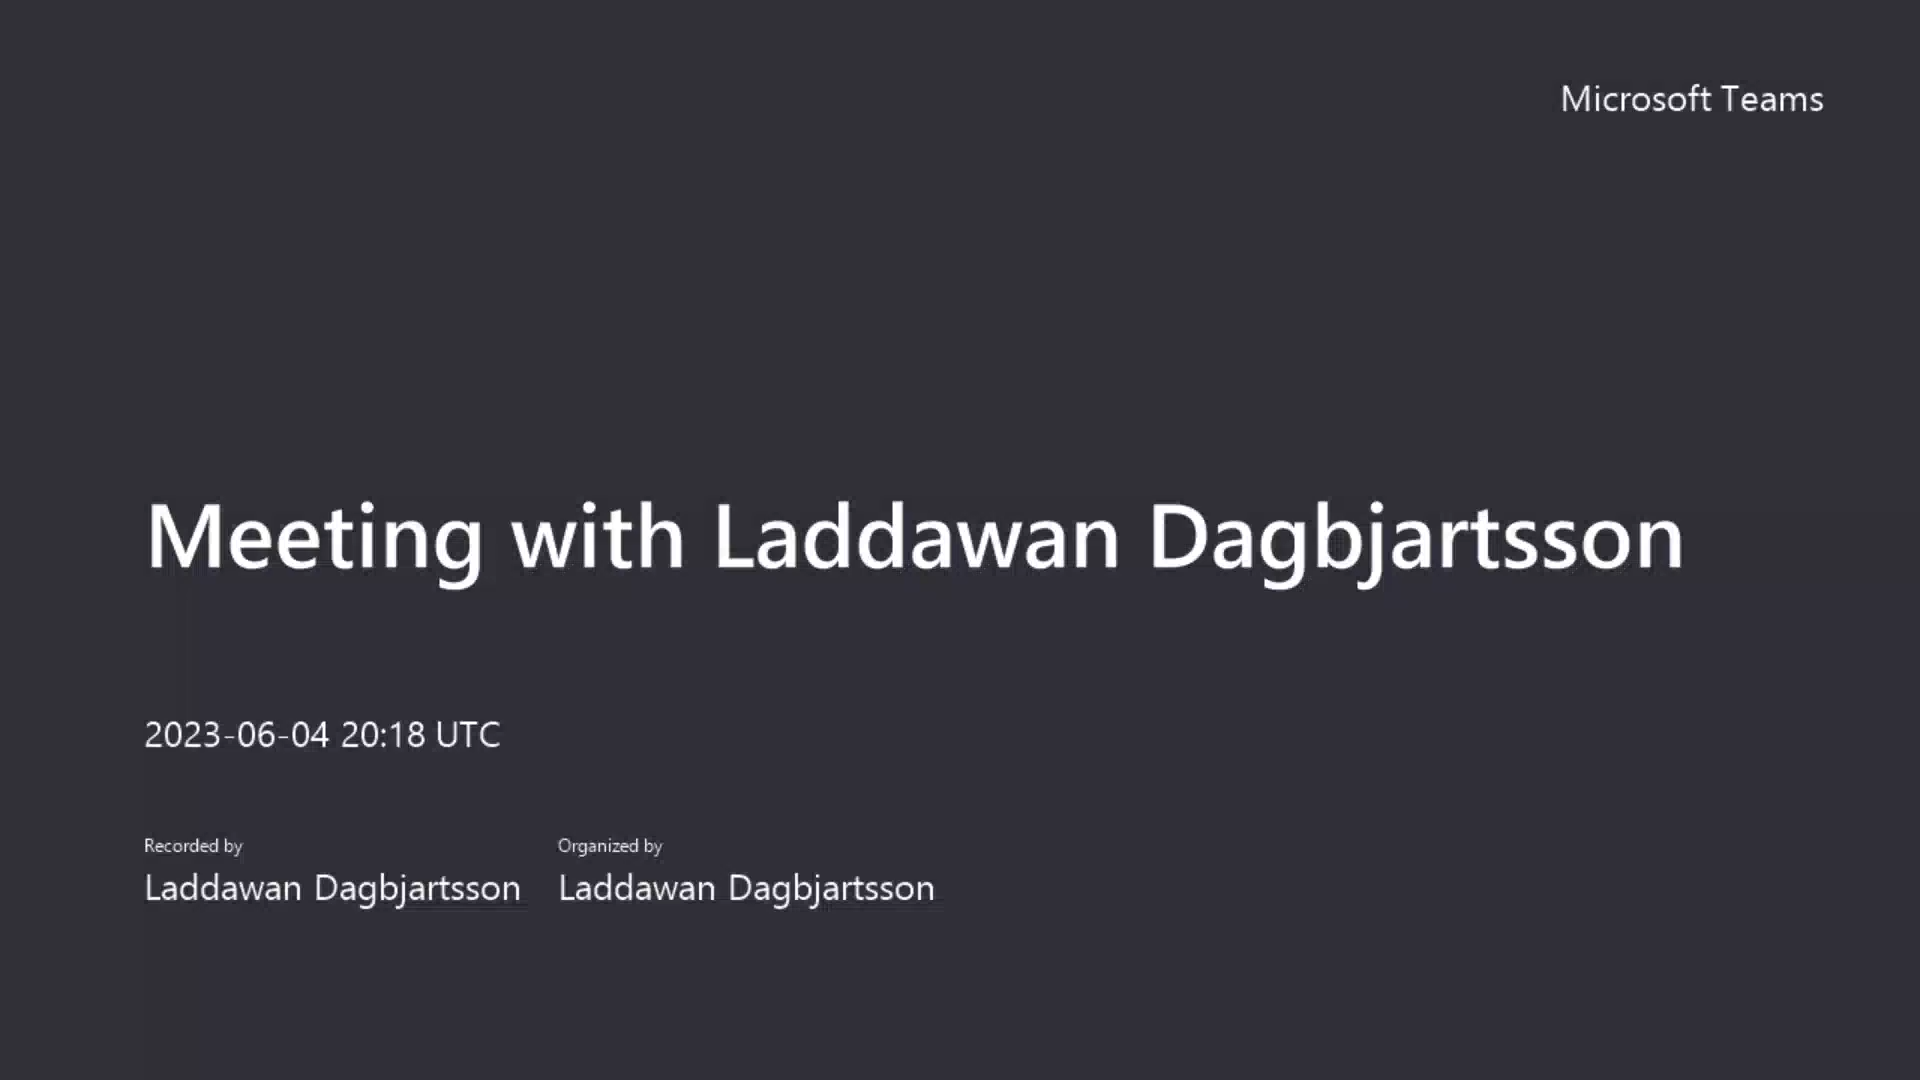 Microsoft Teams
Meeting with Laddawan Dagbjartsson
2023-06-04 20:18 UTC
Recorded by
Laddawan Dagbjartsson
Organized by
Laddawan Dagbjartsson